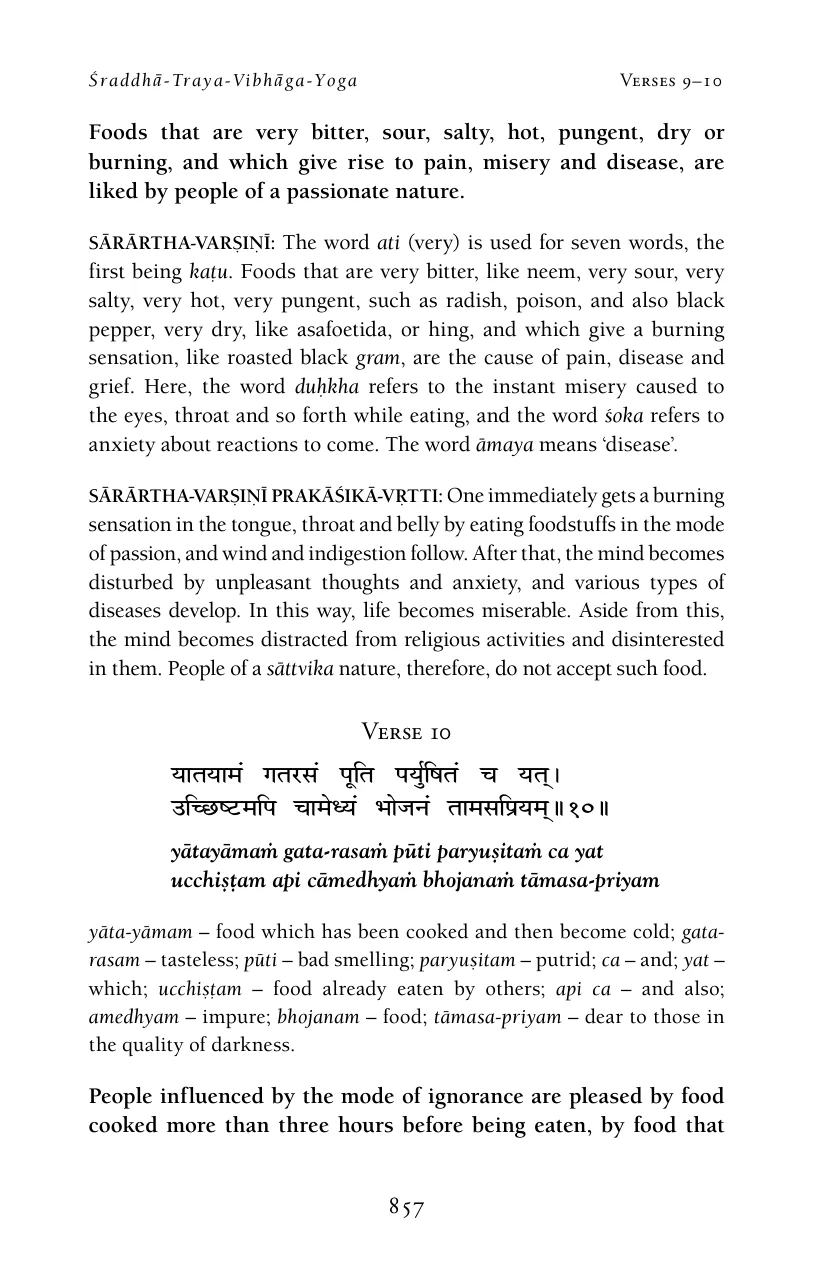 Śraddhā-Traya-Vibhāga-Yoga Verses 9–10
Foods that are very bitter, sour, salty, hot, pungent, dry or
burning, and which give rise to pain, misery and disease, are
liked by people of a passionate nature.
SĀRĀRTHA-VARṢIṆĪ: The word ati (very) is used for seven words, the
first being kaṭu. Foods that are very bitter, like neem, very sour, very
salty, very hot, very pungent, such as radish, poison, and also black
pepper, very dry, like asafoetida, or hing, and which give a burning
sensation, like roasted black gram, are the cause of pain, disease and
grief. Here, the word duḥkha refers to the instant misery caused to
the eyes, throat and so forth while eating, and the word śoka refers to
anxiety about reactions to come. The word āmaya means ‘disease’.
SĀRĀRTHA-VARṢIṆĪ PRAKĀŚIKĀ-VṚTTI: One immediately gets a burning
sensation in the tongue, throat and belly by eating foodstuffs in the mode
of passion, and wind and indigestion follow. After that, the mind becomes
disturbed by unpleasant thoughts and anxiety, and various types of
diseases develop. In this way, life becomes miserable. Aside from this,
the mind becomes distracted from religious activities and disinterested
in them. People of a sāttvika nature, therefore, do not accept such food.
Verse 10
यातयामं गतरसं पूति पर्युषितं च यत्।
उच्छिष्टमपि चामेध्यं भोजनं तामसप्रियम्॥१०॥
yātayāmaṁ gata-rasaṁ pūti paryuṣitaṁ ca yat
ucchiṣṭam api cāmedhyaṁ bhojanaṁ tāmasa-priyam
yāta-yāmam – food which has been cooked and then become cold; gata-
rasam – tasteless; pūti – bad smelling; paryuṣitam – putrid; ca – and; yat –
which; ucchiṣṭam – food already eaten by others; api ca – and also;
amedhyam – impure; bhojanam – food; tāmasa-priyam – dear to those in
the quality of darkness.
People influenced by the mode of ignorance are pleased by food
cooked more than three hours before being eaten, by food that
857